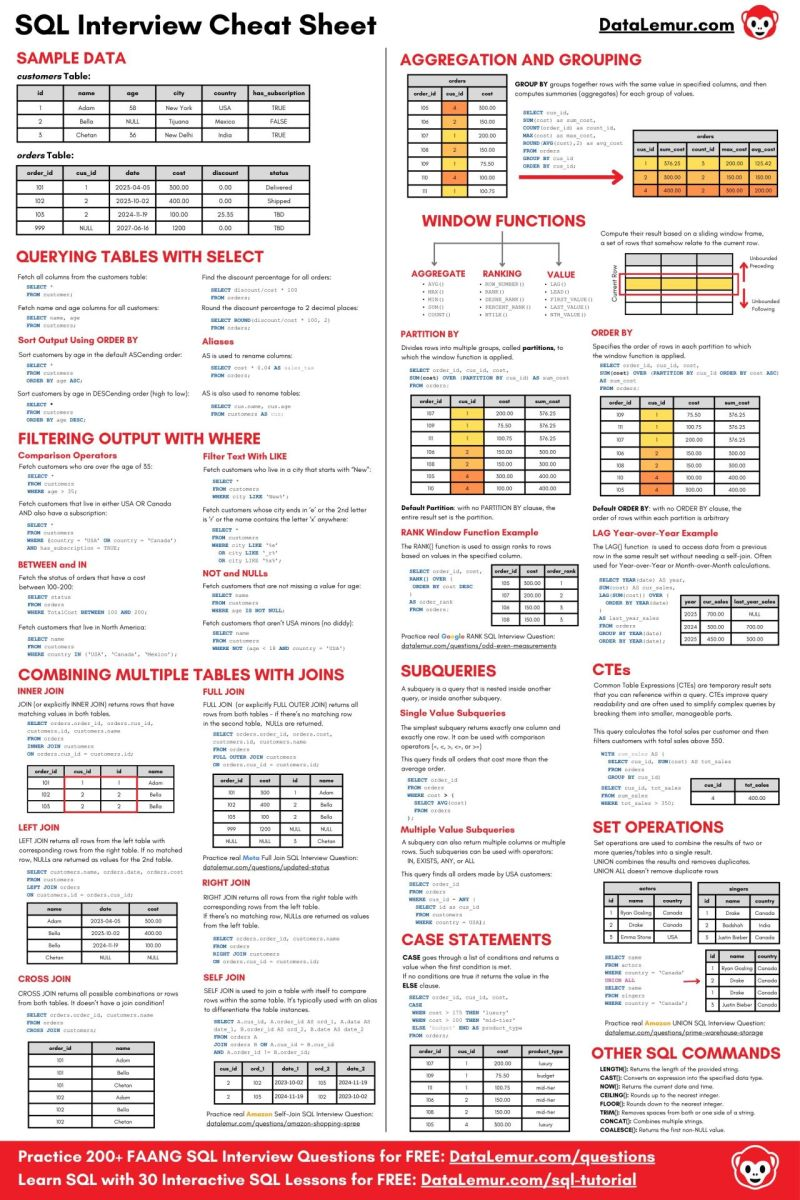 SQL Interview Cheat Sheet
DataLemur.com
SAMPLE DATA
customers Table:
id name age city country has_subscription
1 Adam 58 New York USA TRUE
2 Bella NULL Tijuana Mexico FALSE
3 Chetan 36 New Delhi India TRUE
orders Table:
order_id cus_id date cost discount status
101 1 2023-04-05 300.00 0.00 Delivered
102 2 2023-10-02 400.00 0.00 Shipped
103 2 2024-11-19 100.00 25.35 TBD
999 NULL 2027-06-16 1200 0.00 TBD
QUERYING TABLES WITH SELECT
Fetch all columns from the customers table:
SELECT *
FROM customer;
Fetch name and age columns for all customers:
SELECT name, age
FROM customers;
Sort Output Using ORDER BY
Sort customers by age in the default ASCending order:
SELECT *
FROM customers
ORDER BY age ASC;
Sort customers by age in DESCending order (high to low):
SELECT *
FROM customers
ORDER BY age DESC;
Find the discount percentage for all orders:
SELECT discount/cost * 100
FROM orders;
Round the discount percentage to 2 decimal places:
SELECT ROUND(discount/cost * 100, 2)
FROM orders;
Aliases
AS is used to rename columns:
SELECT cost * 0.04 AS sales_tax
FROM orders;
AS is also used to rename tables:
SELECT cus.name, cus.age
FROM customers AS cus;
FILTERING OUTPUT WITH WHERE
Comparison Operators
Fetch customers who are over the age of 35:
SELECT *
FROM customers
WHERE age > 35;
Fetch customers that live in either USA OR Canada
AND also have a subscription:
SELECT *
FROM customers
WHERE (country = 'USA' OR country = 'Canada')
AND has_subscription = TRUE;
BETWEEN and IN
Fetch the status of orders that have a cost
between 100-200:
SELECT status
FROM orders
WHERE TotalCost BETWEEN 100 AND 200;
Fetch customers that live in North America:
SELECT name
FROM customers
WHERE country IN ('USA', 'Canada', 'Mexico');
Filter Text With LIKE
Fetch customers who live in a city that starts with "New":
SELECT *
FROM customers
WHERE city LIKE 'New%';
Fetch customers whose city ends in 'e' or the 2nd letter
is 'r' or the name contains the letter 'x' anywhere:
SELECT *
FROM customers
WHERE city LIKE '%e'
OR city LIKE '_r%'
OR city LIKE '%x%';
NOT and NULLs
Fetch customers that are not missing a value for age:
SELECT name
FROM customers
WHERE age IS NOT NULL;
Fetch customers that aren't USA minors (no diddy):
SELECT name
FROM customers
WHERE NOT (age < 18 AND country = 'USA')
COMBINING MULTIPLE TABLES WITH JOINS
INNER JOIN
JOIN (or explicitly INNER JOIN) returns rows that have
matching values in both tables.
SELECT orders.order_id, orders.cus_id,
customers.id, customers.name
FROM orders
INNER JOIN customers
ON orders.cus_id = customers.id;
order_id cus_id id name
101 1 1 Adam
102 2 2 Bella
103 2 2 Bella
LEFT JOIN
LEFT JOIN returns all rows from the left table with
corresponding rows from the right table. If no matched
row, NULLs are returned as values for the 2nd table.
SELECT customers.name, orders.date, orders.cost
FROM customers
LEFT JOIN orders
ON customers.id = orders.cus_id;
name date cost
Adam 2023-04-05 300.00
Bella 2023-10-02 400.00
Bella 2024-11-19 100.00
Chetan NULL NULL
CROSS JOIN
CROSS JOIN returns all possible combinations or rows
from both tables. It doesn't have a join condition!
SELECT orders.order_id, customers.name
FROM orders
CROSS JOIN customers;
order_id name
101 Adam
101 Bella
101 Chetan
102 Adam
102 Bella
102 Chetan
FULL JOIN
FULL JOIN (or explicitly FULL OUTER JOIN) returns all
rows from both tables - if there's no matching row
in the second table, NULLs are returned.
SELECT orders.order_id, orders.cost,
customers.id, customers.name
FROM orders
FULL OUTER JOIN customers
ON orders.cus_id = customers.id;
order_id cost id name
101 300 1 Adam
102 400 2 Bella
103 100 2 Bella
999 1200 NULL NULL
NULL NULL 3 Chetan
Practice real Meta Full Join SQL Interview Question:
datalemur.com/questions/updated-status
RIGHT JOIN
RIGHT JOIN returns all rows from the right table with
corresponding rows from the left table.
If there's no matching row, NULLs are returned as values
from the left table.
SELECT orders.order_id, customers.name
FROM orders
RIGHT JOIN customers
ON orders.cus_id = customers.id;
SELF JOIN
SELF JOIN is used to join a table with itself to compare
rows within the same table. It's typically used with an alias
to differentiate the table instances.
SELECT A.cus_id, A.order_id AS ord_1, A.date AS
date_1, B.order_id AS ord_2, B.date AS date_2
FROM orders A
JOIN orders B ON A.cus_id = B.cus_id
AND A.order_id != B.order_id;
cus_id ord_1 date_1 ord_2 date_2
2 102 2023-10-02 103 2024-11-19
2 103 2024-11-19 102 2023-10-02
Practice real Amazon Self-Join SQL Interview Question:
datalemur.com/questions/amazon-shopping-spree
AGGREGATION AND GROUPING
orders
order_id cus_id cost
105 4 300.00
106 2 150.00
107 1 200.00
108 2 150.00
109 1 75.50
110 4 100.00
111 1 100.75
GROUP BY groups together rows with the same value in specified columns, and then
computes summaries (aggregates) for each group of values.
SELECT cus_id,
SUM(cost) as sum_cost,
COUNT(order_id) as count_id,
MAX(cost) as max_cost,
ROUND(AVG(cost),2) as avg_cost
FROM orders
GROUP BY cus_id
ORDER BY cus_id;
orders
cus_id sum_cost count_id max_cost avg_cost
1 376.25 3 200.00 125.42
2 300.00 2 150.00 150.00
4 400.00 2 300.00 200.00
WINDOW FUNCTIONS
AGGREGATE
• AVG()
• MAX()
• MIN()
• SUM()
• COUNT()
RANKING
• ROW_NUMBER()
• RANK()
• DENSE_RANK()
• PERCENT_RANK()
• NTILE()
VALUE
• LAG()
• LEAD()
• FIRST_VALUE()
• LAST_VALUE()
• NTH_VALUE()
Compute their result based on a sliding window frame,
a set of rows that somehow relate to the current row.
Current Row
Unbounded
Preceding
Unbounded
Following
PARTITION BY
Divides rows into multiple groups, called partitions, to
which the window function is applied.
SELECT order_id, cus_id, cost,
SUM(cost) OVER (PARTITION BY cus_id) AS sum_cost
FROM orders;
order_id cus_id cost sum_cost
107 1 200.00 376.25
109 1 75.50 376.25
111 1 100.75 376.25
106 2 150.00 300.00
108 2 150.00 300.00
105 4 300.00 400.00
110 4 100.00 400.00
Default Partition: with no PARTITION BY clause, the
entire result set is the partition.
ORDER BY
Specifies the order of rows in each partition to which
the window function is applied.
SELECT order_id, cus_id, cost,
SUM(cost) OVER (PARTITION BY cus_id ORDER BY cost ASC)
AS sum_cost
FROM orders;
order_id cus_id cost sum_cost
109 1 75.50 376.25
111 1 100.75 376.25
107 1 200.00 376.25
106 2 150.00 300.00
108 2 150.00 300.00
110 4 100.00 400.00
105 4 300.00 400.00
Default ORDER BY: with no ORDER BY clause, the
order of rows within each partition is arbitrary
RANK Window Function Example
The RANK() function is used to assign ranks to rows
based on values in the specified column.
SELECT order_id, cost,
RANK() OVER (
ORDER BY cost DESC
)
AS order_rank
FROM orders;
order_id cost order_rank
105 300.00 1
107 200.00 2
106 150.00 3
108 150.00 3
Practice real Google RANK SQL Interview Question:
datalemur.com/questions/odd-even-measurements
LAG Year-over-Year Example
The LAG() function is used to access data from a previous
row in the same result set without needing a self-join. Often
used for Year-over-Year or Month-over-Month calculations.
SELECT YEAR(date) AS year,
SUM(cost) AS cur_sales,
LAG(SUM(cost)) OVER (
ORDER BY YEAR(date)
)
AS last_year_sales
FROM orders
GROUP BY YEAR(date)
ORDER BY YEAR(date);
year cur_sales last_year_sales
2023 700.00 NULL
2024 500.00 700.00
2025 450.00 500.00
SUBQUERIES
A subquery is a query that is nested inside another
query, or inside another subquery.
Single Value Subqueries
The simplest subquery returns exactly one column and
exactly one row. It can be used with comparison
operators (=, <, >, <>, or >=)
This query finds all orders that cost more than the
average order.
SELECT order_id
FROM orders
WHERE cost > (
SELECT AVG(cost)
FROM orders
);
Multiple Value Subqueries
A subquery can also return multiple columns or multiple
rows. Such subqueries can be used with operators:
IN, EXISTS, ANY, or ALL
This query finds all orders made by USA customers:
SELECT order_id
FROM orders
WHERE cus_id = ANY (
SELECT id as cus_id
FROM customers
WHERE country = USA);
CASE STATEMENTS
CASE goes through a list of conditions and returns a
value when the first condition is met.
If no conditions are true it returns the value in the
ELSE clause.
SELECT order_id, cus_id, cost,
CASE
WHEN cost > 175 THEN 'luxury'
WHEN cost > 100 THEN 'mid-tier'
ELSE 'budget' END AS product_type
FROM orders;
order_id cus_id cost product_type
107 1 200.00 luxury
109 1 75.50 budget
111 1 100.75 mid-tier
106 2 150.00 mid-tier
108 2 150.00 mid-tier
105 4 300.00 luxury
CTEs
Common Table Expressions (CTEs) are temporary result sets
that you can reference within a query. CTEs improve query
readability and are often used to simplify complex queries by
breaking them into smaller, manageable parts.
This query calculates the total sales per customer and then
filters customers with total sales above 350.
WITH sum_sales AS (
SELECT cus_id, SUM(cost) AS tot_sales
FROM orders
GROUP BY cus_id)
SELECT cus_id, tot_sales
FROM sum_sales
WHERE tot_sales > 350;
cus_id tot_sales
4 400.00
SET OPERATIONS
Set operations are used to combine the results of two or
more queries/tables into a single result.
UNION combines the results and removes duplicates.
UNION ALL doesn't remove duplicate rows
actors
id name country
1 Ryan Gosling Canada
2 Drake Canada
3 Emma Stone USA
singers
id name country
1 Drake Canada
2 Badshah India
3 Justin Bieber Canada
SELECT name
FROM actors
WHERE country = 'Canada'
UNION ALL
SELECT name
FROM singers
WHERE country = 'Canada';
id name country
1 Ryan Gosling Canada
2 Drake Canada
1 Drake Canada
3 Justin Bieber Canada
Practice real Amazon UNION SQL Interview Question:
datalemur.com/questions/prime-warehouse-storage
OTHER SQL COMMANDS
LENGTH(): Returns the length of the provided string.
CAST(): Converts an expression into the specified data type.
NOW(): Returns the current date and time.
CEILING(): Rounds up to the nearest integer.
FLOOR(): Rounds down to the nearest integer.
TRIM(): Removes spaces from both or one side of a string.
CONCAT(): Combines multiple strings.
COALESCE(): Returns the first non-NULL value.
Practice 200+ FAANG SQL Interview Questions for FREE: DataLemur.com/questions
Learn SQL with 30 Interactive SQL Lessons for FREE: DataLemur.com/sql-tutorial